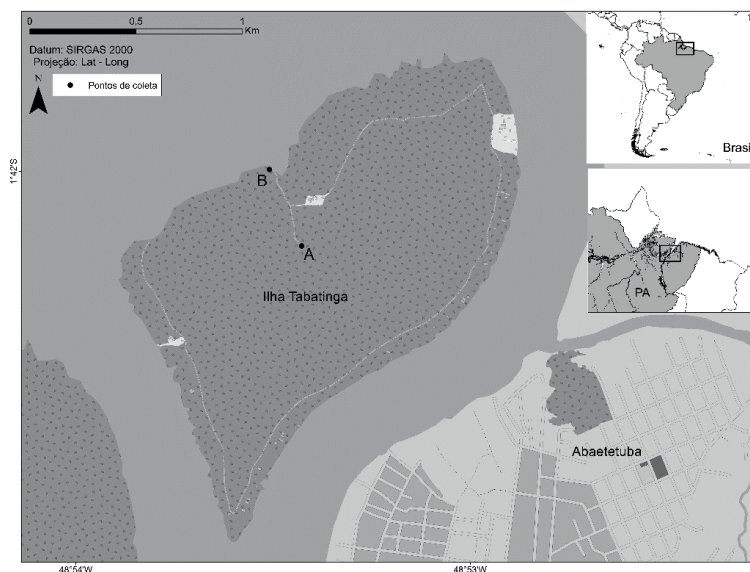 0 0,5 1
Km
Datum: SIRGAS 2000
Projeção: Lat - Long
N
Pontos de coleta
Brasi
1°42'S
B
A
Ilha Tabatinga
PA
Abaetetuba
48°54'W
48°53'W